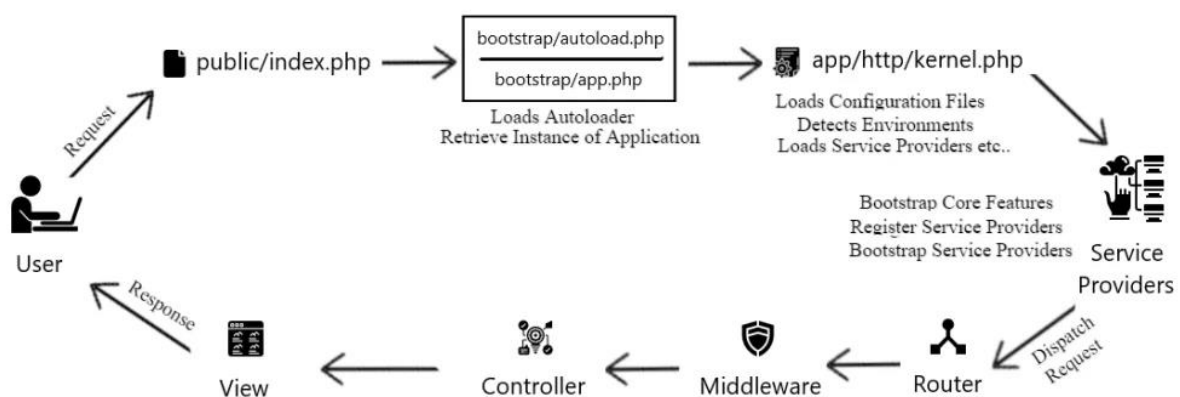 Request
public/index.php
bootstrap/autoload.php
bootstrap/app.php
Loads Autoloader
Retrieve Instance of Application
app/http/kernel.php
Loads Configuration Files
Detects Environments
Loads Service Providers etc..
Bootstrap Core Features
Register Service Providers
Bootstrap Service Providers
Service
Providers
Dispatch
Request
Router
Middleware
Controller
View
Response
User